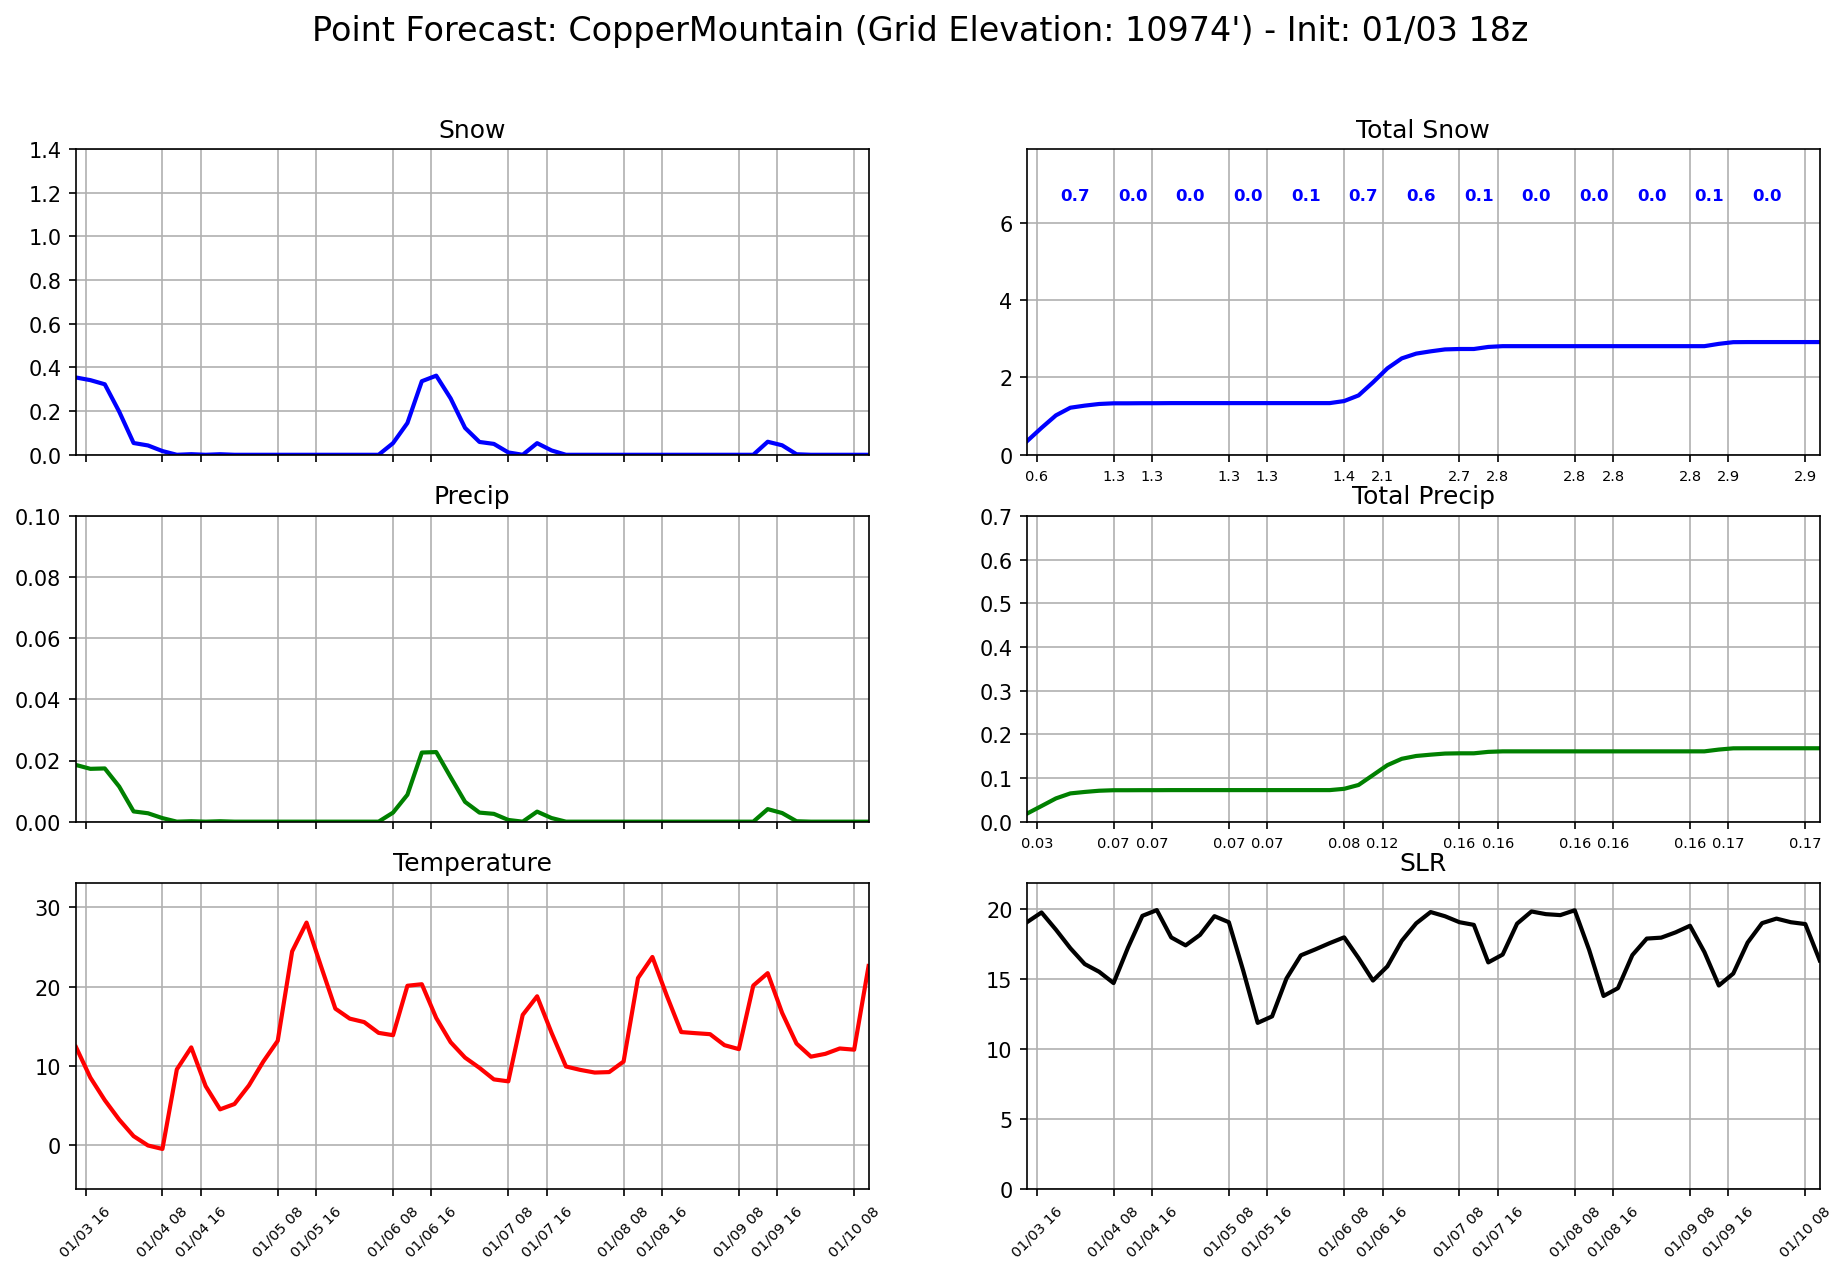 Point Forecast: CopperMountain (Grid Elevation: 10974') - Init: 01/03 18z
Snow
1.4
1.2
1.0
0.8
0.6
0.4
0.2
0.0
Total Snow
0.7 0.0 0.0 0.0 0.1 0.7 0.6 0.1 0.0 0.0 0.0 0.1 0.0
6
4
2
0
0.6 1.3 1.3 1.3 1.3 1.4 2.1 2.7 2.8 2.8 2.8 2.8 2.9 2.9
Precip
0.10
0.08
0.06
0.04
0.02
0.00
Total Precip
0.7
0.6
0.5
0.4
0.3
0.2
0.1
0.0
0.03 0.07 0.07 0.07 0.07 0.08 0.12 0.16 0.16 0.16 0.16 0.16 0.17 0.17
Temperature
30
20
10
0
01/03 16 01/04 08 01/04 16 01/05 08 01/05 16 01/06 08 01/06 16 01/07 08 01/07 16 01/08 08 01/08 16 01/09 08 01/09 16 01/10 08
SLR
20
15
10
5
0
01/03 16 01/04 08 01/04 16 01/05 08 01/05 16 01/06 08 01/06 16 01/07 08 01/07 16 01/08 08 01/08 16 01/09 08 01/09 16 01/10 08